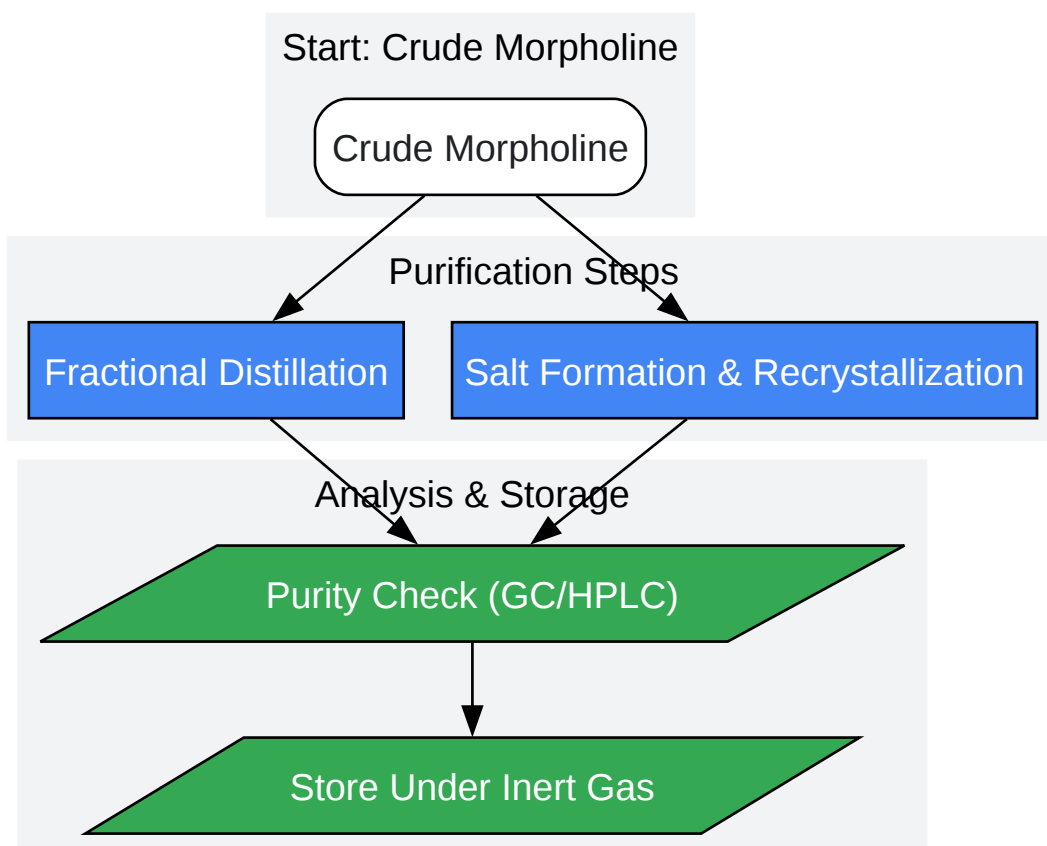 Start: Crude Morpholine
Crude Morpholine
Purification Steps
Fractional Distillation
Salt Formation & Recrystallization
Analysis & Storage
Purity Check (GC/HPLC)
Store Under Inert Gas